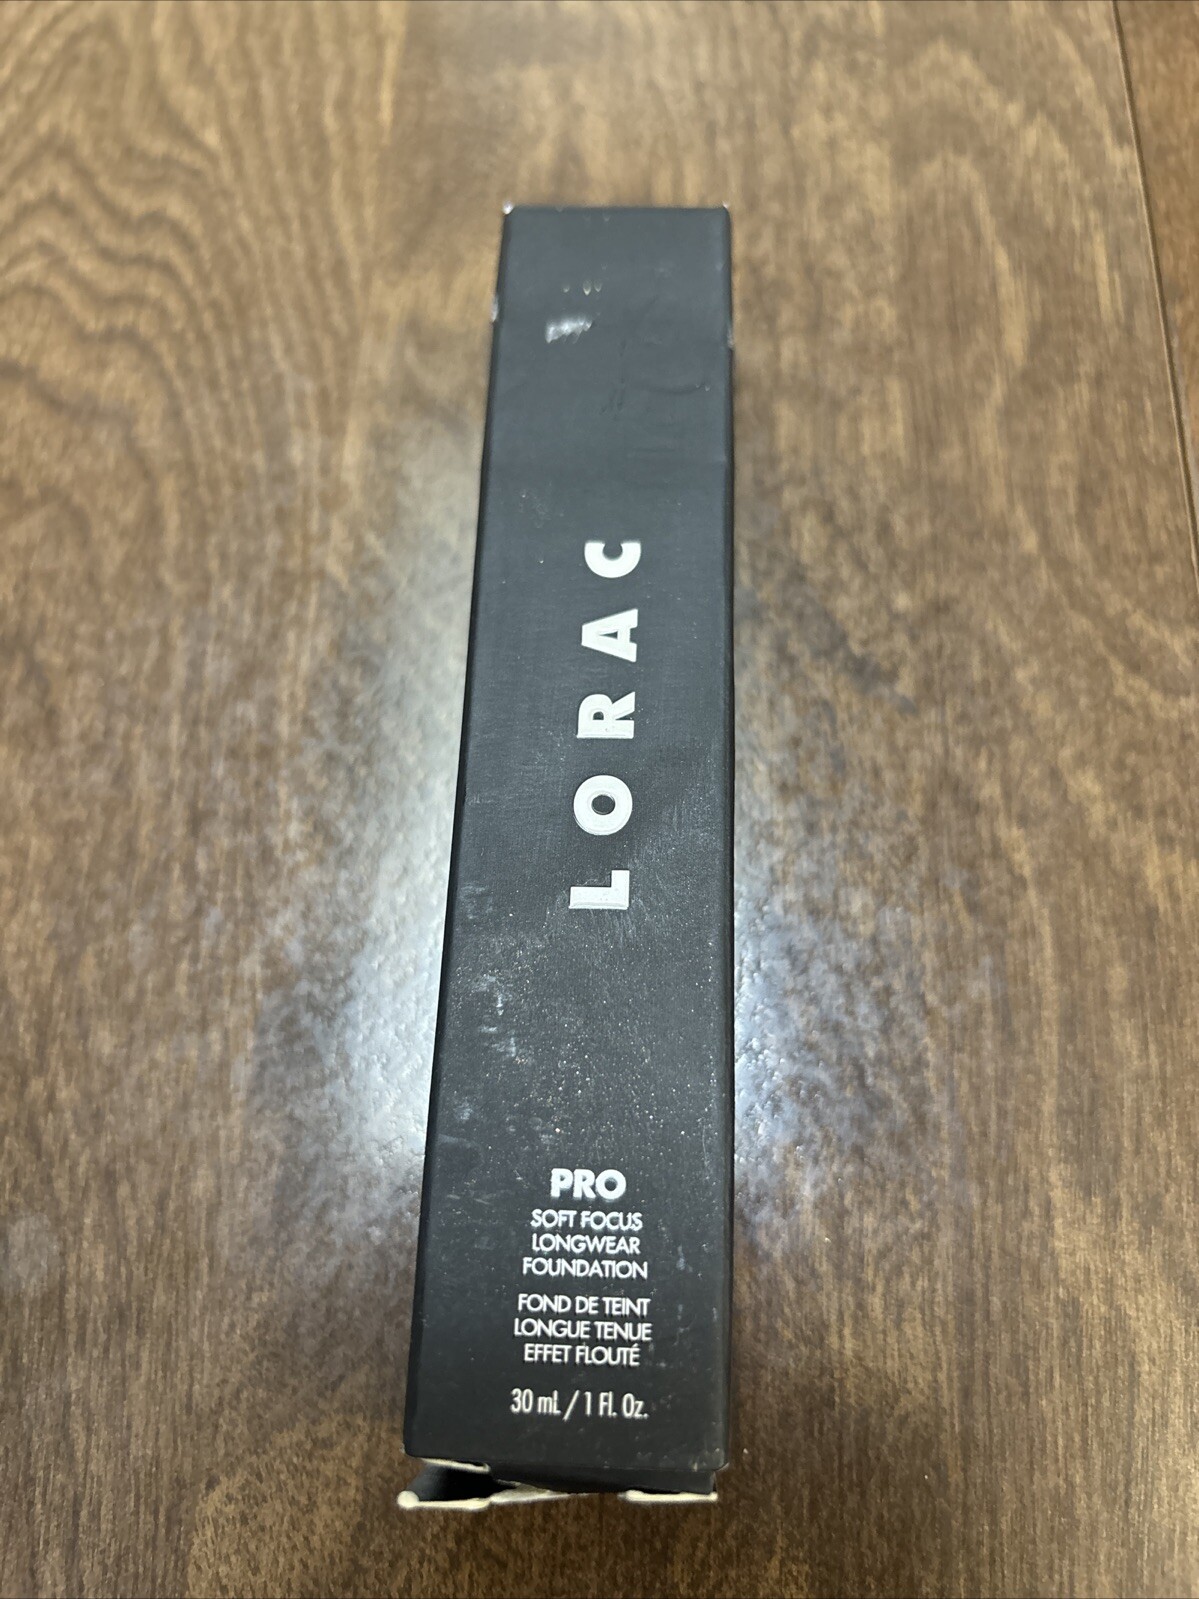 LORAC
PRO
SOFT FOCUS
LONGWEAR
FOUNDATION
FOND DE TEINT
LONGUE TENUE
EFFET FLOUTÉ
30 mL / 1 Fl. Oz.